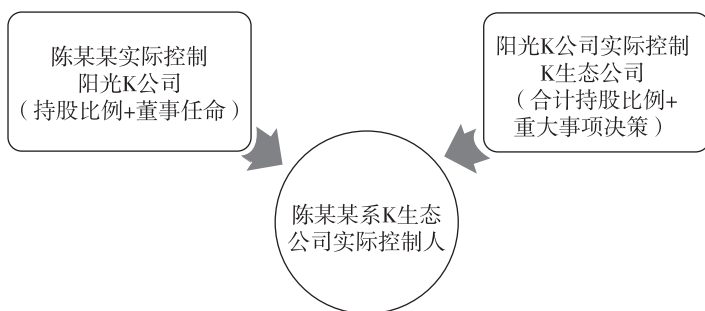 陈某某实际控制
阳光K公司
（持股比例+董事任命）
阳光K公司实际控制
K生态公司
（合计持股比例+
重大事项决策）
陈某某系K生态
公司实际控制人